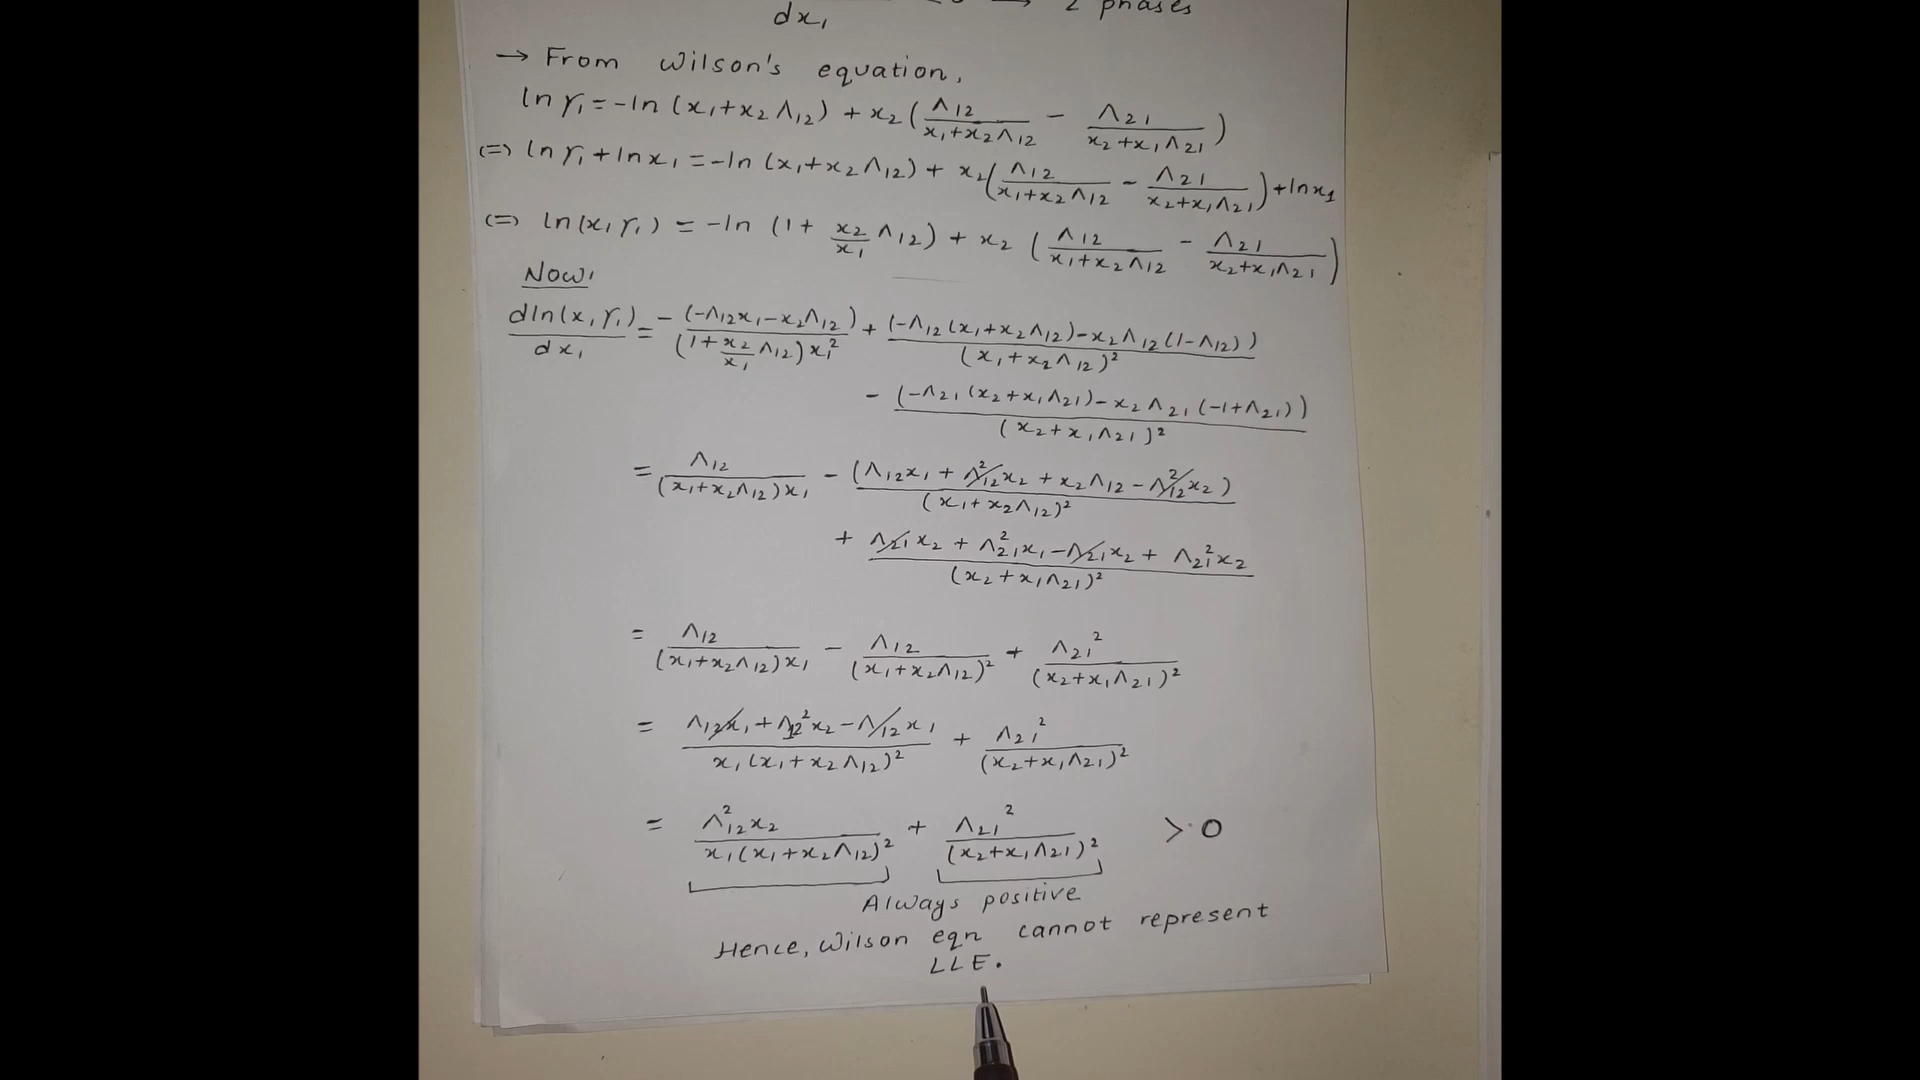 dx₁ → 2 phases
→ From Wilson's equation,
ln γ₁ = -ln (x₁+x₂ Λ₁₂) + x₂ (Λ₁₂/(x₁+x₂Λ₁₂) - Λ₂₁/(x₂+x₁Λ₂₁))
(=) ln γ₁ + ln x₁ = -ln (x₁+x₂Λ₁₂) + x₂(Λ₁₂/(x₁+x₂Λ₁₂) - Λ₂₁/(x₂+x₁Λ₂₁)) + ln x₁
(=) ln(x₁γ₁) = -ln (1 + x₂/x₁ Λ₁₂) + x₂ (Λ₁₂/(x₁+x₂Λ₁₂) - Λ₂₁/(x₂+x₁Λ₂₁))
Now,
dln(x₁γ₁)/dx₁ = - (-Λ₁₂x₁-x₂Λ₁₂)/((1+x₂/x₁ Λ₁₂)x₁²) + (-Λ₁₂(x₁+x₂Λ₁₂)-x₂Λ₁₂(1-Λ₁₂))/(x₁+x₂Λ₁₂)²
- (-Λ₂₁(x₂+x₁Λ₂₁)-x₂Λ₂₁(-1+Λ₂₁))/(x₂+x₁Λ₂₁)²
= Λ₁₂/((x₁+x₂Λ₁₂)x₁) - (Λ₁₂x₁ + Λ₁₂²x₂ + x₂Λ₁₂ - Λ₁₂²x₂)/(x₁+x₂Λ₁₂)²
+ (Λ₂₁x₂ + Λ₂₁²x₁ - Λ₂₁x₂ + Λ₂₁²x₂)/(x₂+x₁Λ₂₁)²
= Λ₁₂/((x₁+x₂Λ₁₂)x₁) - Λ₁₂/(x₁+x₂Λ₁₂)² + Λ₂₁²/(x₂+x₁Λ₂₁)²
= (Λ₁₂x₁ + Λ₁₂²x₂ - Λ₁₂x₁)/(x₁(x₁+x₂Λ₁₂)²) + Λ₂₁²/(x₂+x₁Λ₂₁)²
= Λ₁₂²x₂/(x₁(x₁+x₂Λ₁₂)²) + Λ₂₁²/(x₂+x₁Λ₂₁)² > 0
Always positive
Hence, Wilson eqn cannot represent
LLE.